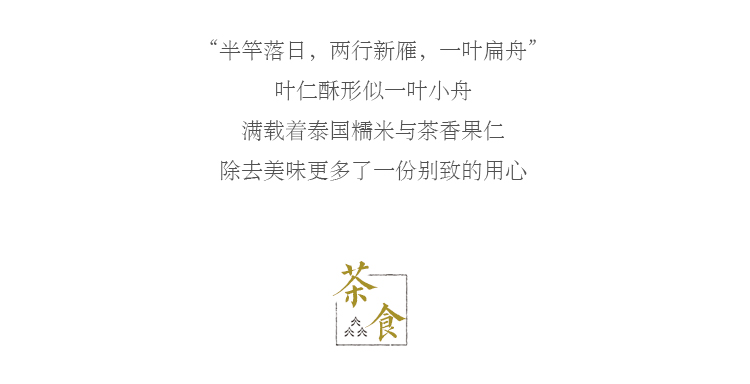 “半竿落日，两行新雁，一叶扁舟”
叶仁酥形似一叶小舟
满载着泰国糯米与茶香果仁
除去美味更多了一份别致的用心
茶食